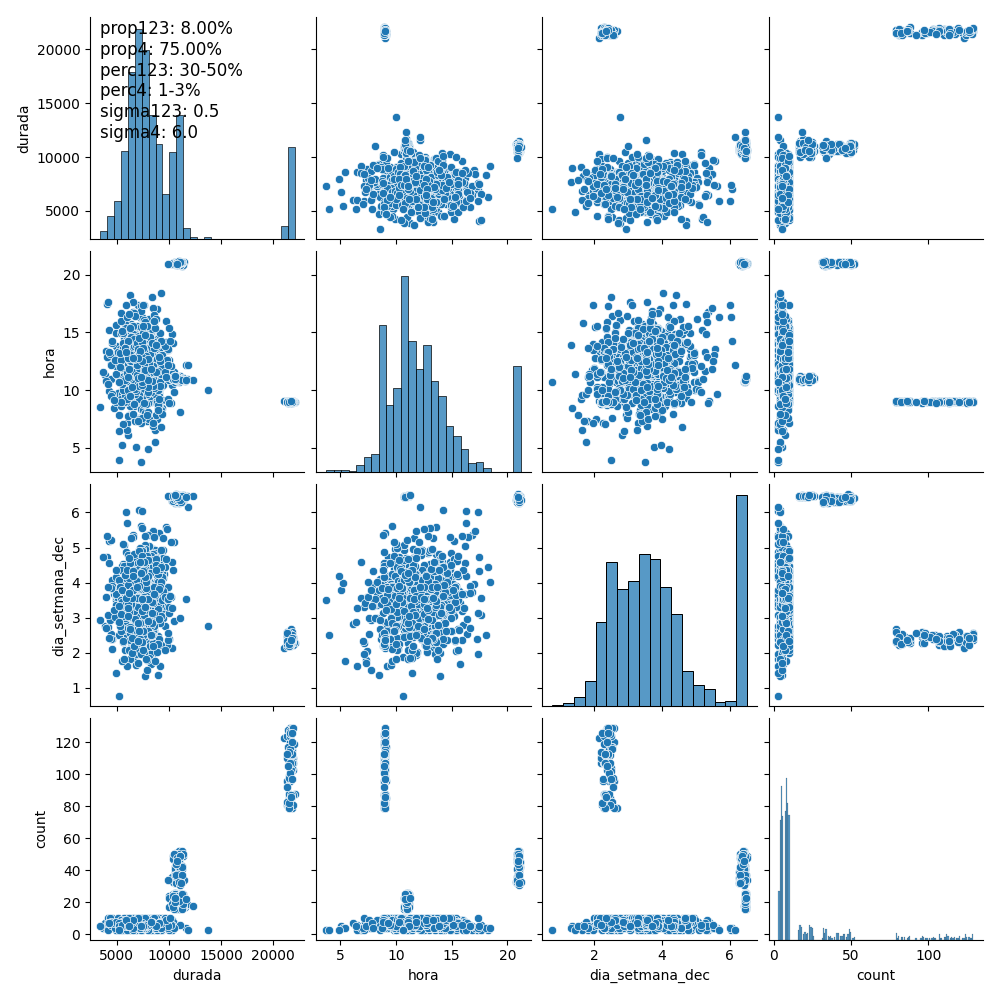 prop123: 8.00%
prop4: 75.00%
perc123: 30-50%
perc4: 1-3%
sigma123: 0.5
sigma4: 6.0
20000
15000
10000
5000
durada
20
15
10
5
hora
6
5
4
3
2
1
dia_setmana_dec
120
100
80
60
40
20
0
count
5000 10000 15000 20000
durada
5 10 15 20
hora
2 4 6
dia_setmana_dec
0 50 100
count